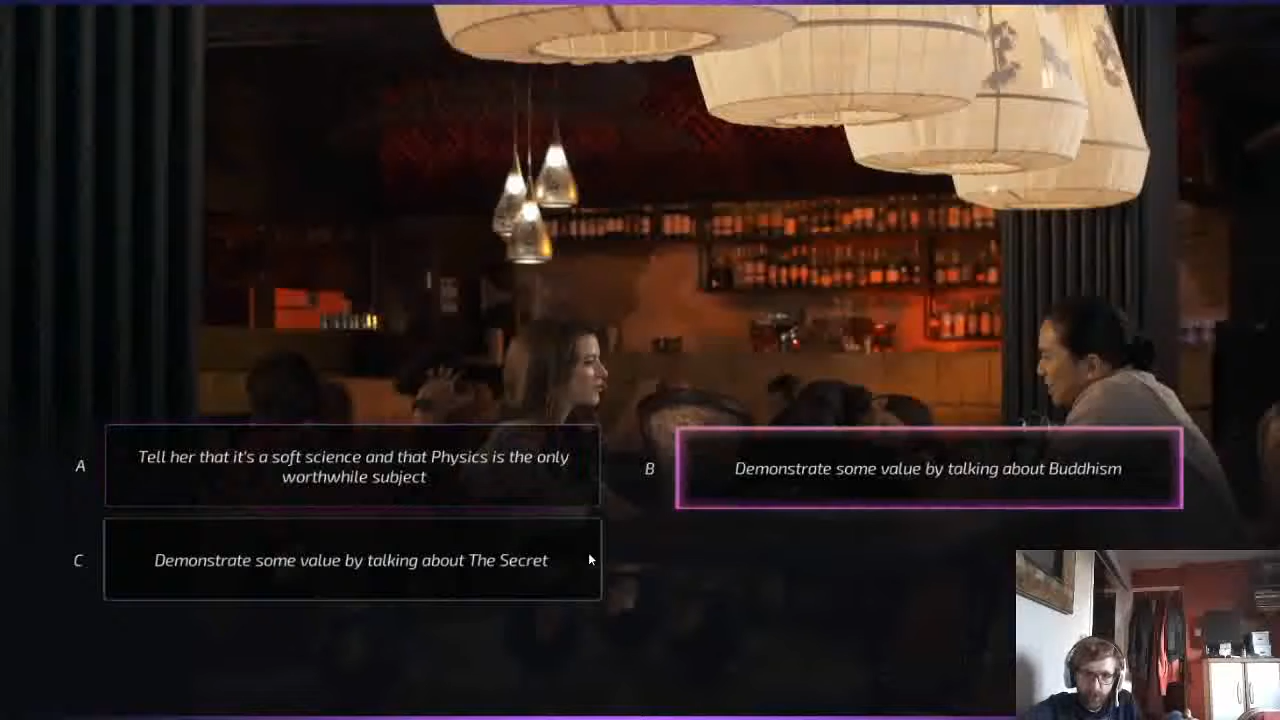 A
Tell her that it's a soft science and that Physics is the only
worthwhile subject
B
Demonstrate some value by talking about Buddhism
C
Demonstrate some value by talking about The Secret